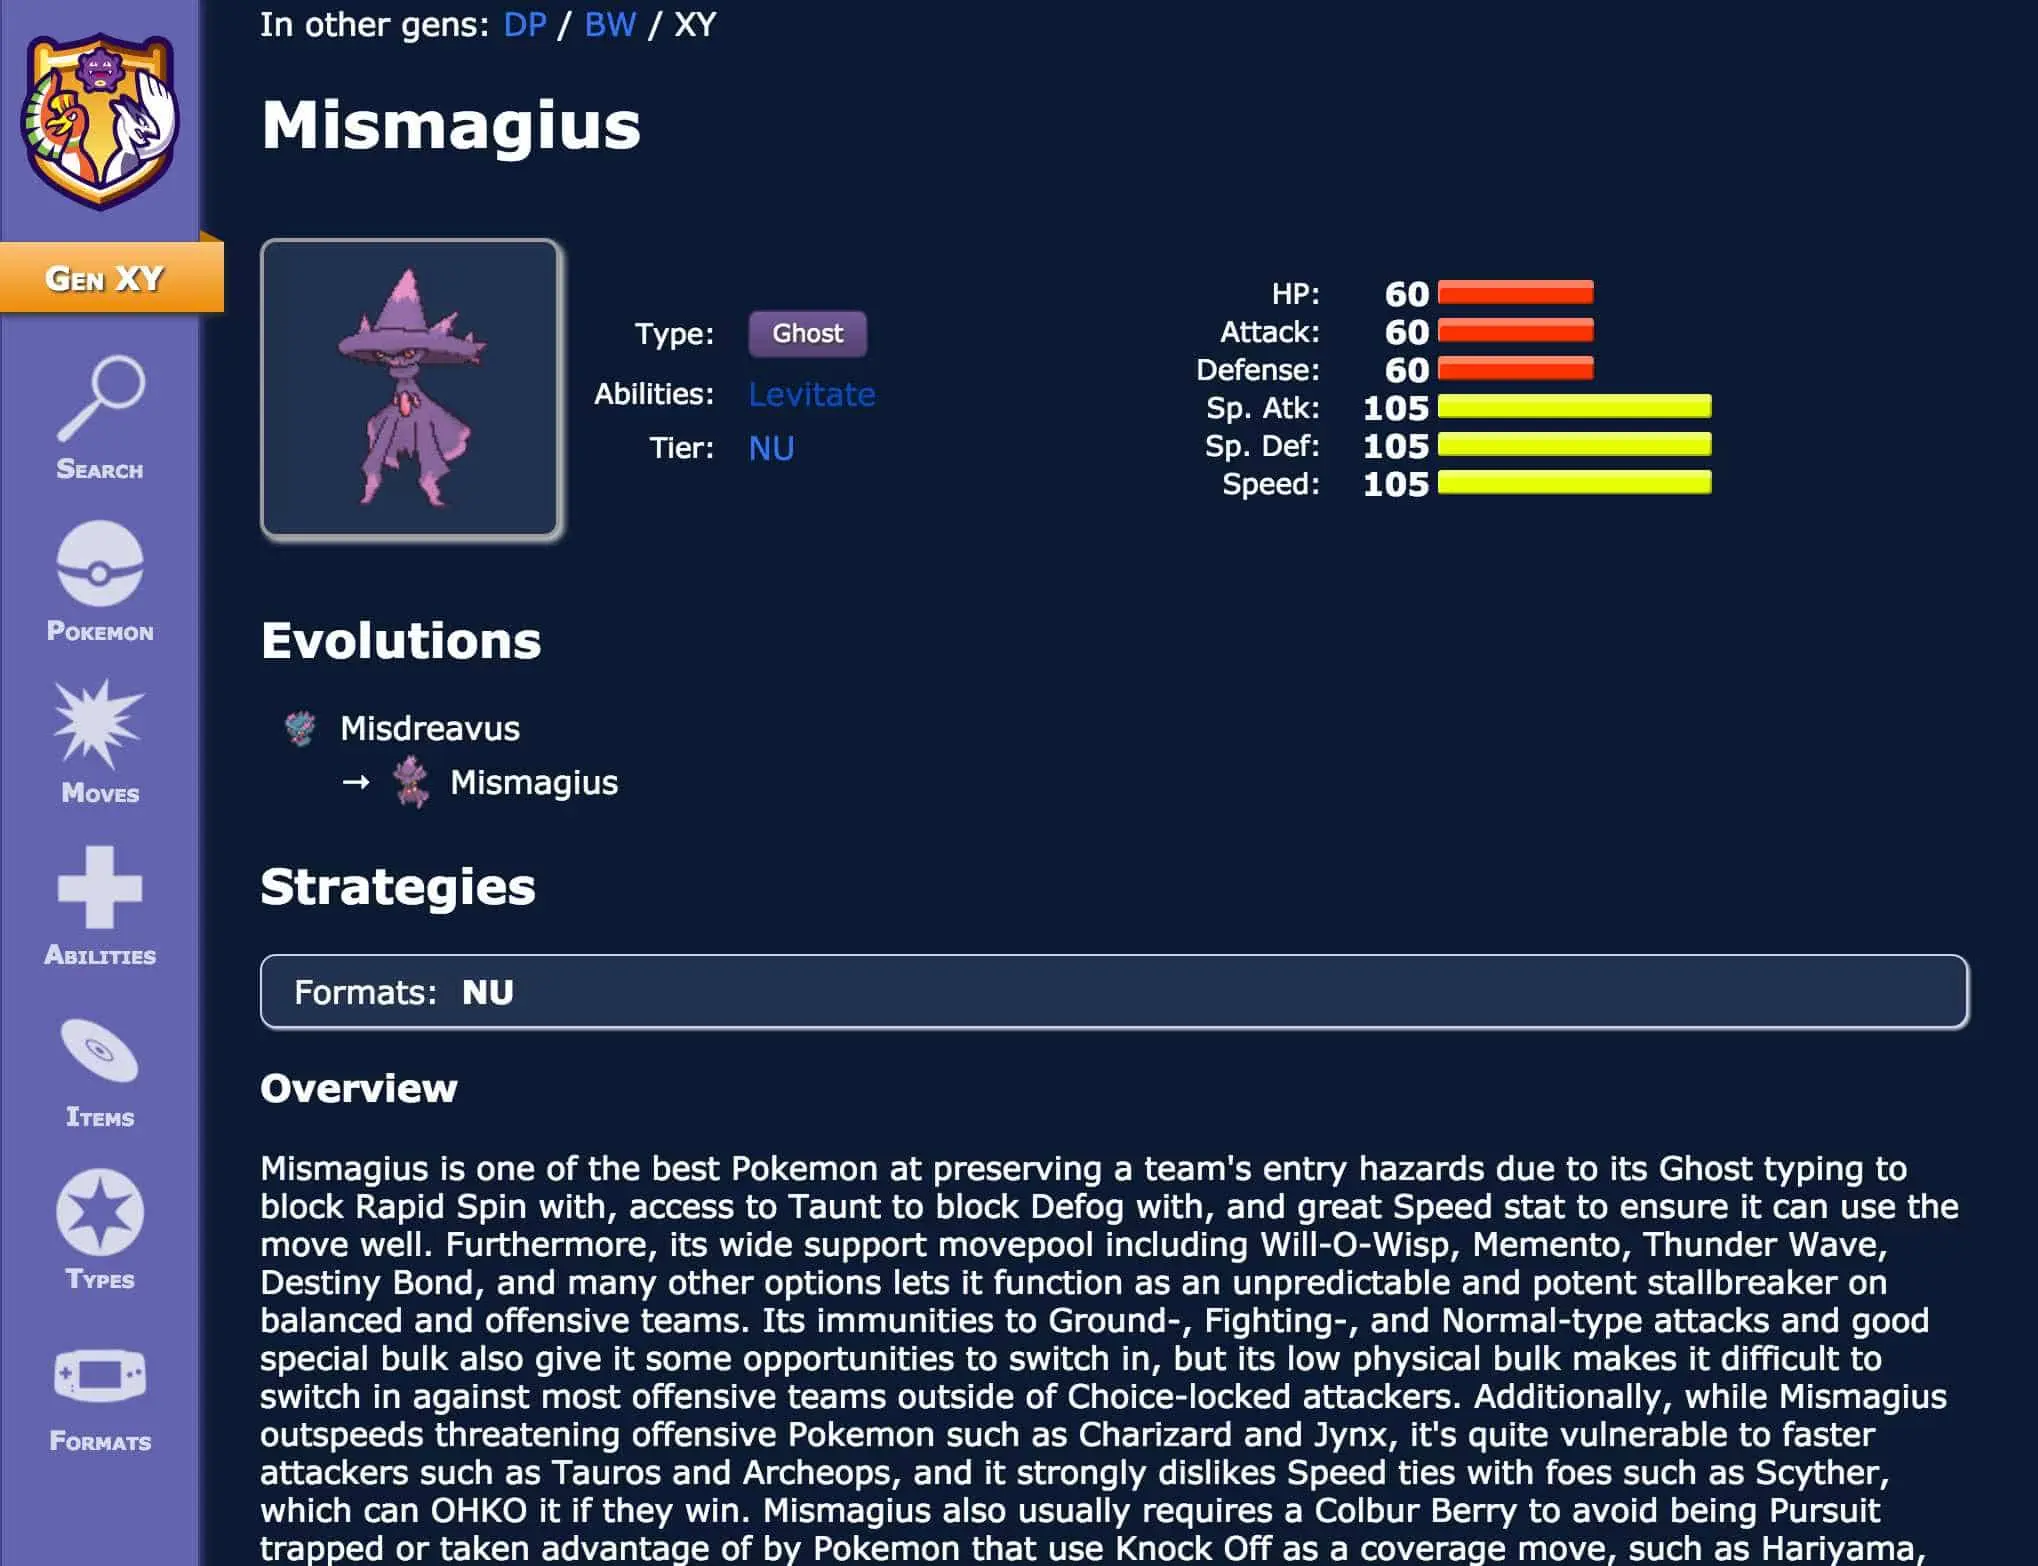 In other gens: DP / BW / XY
Mismagius
GEN XY
SEARCH
POKEMON
MOVES
ABILITIES
ITEMS
TYPES
FORMATS
Type: Ghost
Abilities: Levitate
Tier: NU
HP: 60
Attack: 60
Defense: 60
Sp. Atk: 105
Sp. Def: 105
Speed: 105
Evolutions
Misdreavus
→ Mismagius
Strategies
Formats: NU
Overview
Mismagius is one of the best Pokemon at preserving a team's entry hazards due to its Ghost typing to
block Rapid Spin with, access to Taunt to block Defog with, and great Speed stat to ensure it can use the
move well. Furthermore, its wide support movepool including Will-O-Wisp, Memento, Thunder Wave,
Destiny Bond, and many other options lets it function as an unpredictable and potent stallbreaker on
balanced and offensive teams. Its immunities to Ground-, Fighting-, and Normal-type attacks and good
special bulk also give it some opportunities to switch in, but its low physical bulk makes it difficult to
switch in against most offensive teams outside of Choice-locked attackers. Additionally, while Mismagius
outspeeds threatening offensive Pokemon such as Charizard and Jynx, it's quite vulnerable to faster
attackers such as Tauros and Archeops, and it strongly dislikes Speed ties with foes such as Scyther,
which can OHKO it if they win. Mismagius also usually requires a Colbur Berry to avoid being Pursuit
trapped or taken advantage of by Pokemon that use Knock Off as a coverage move, such as Hariyama,